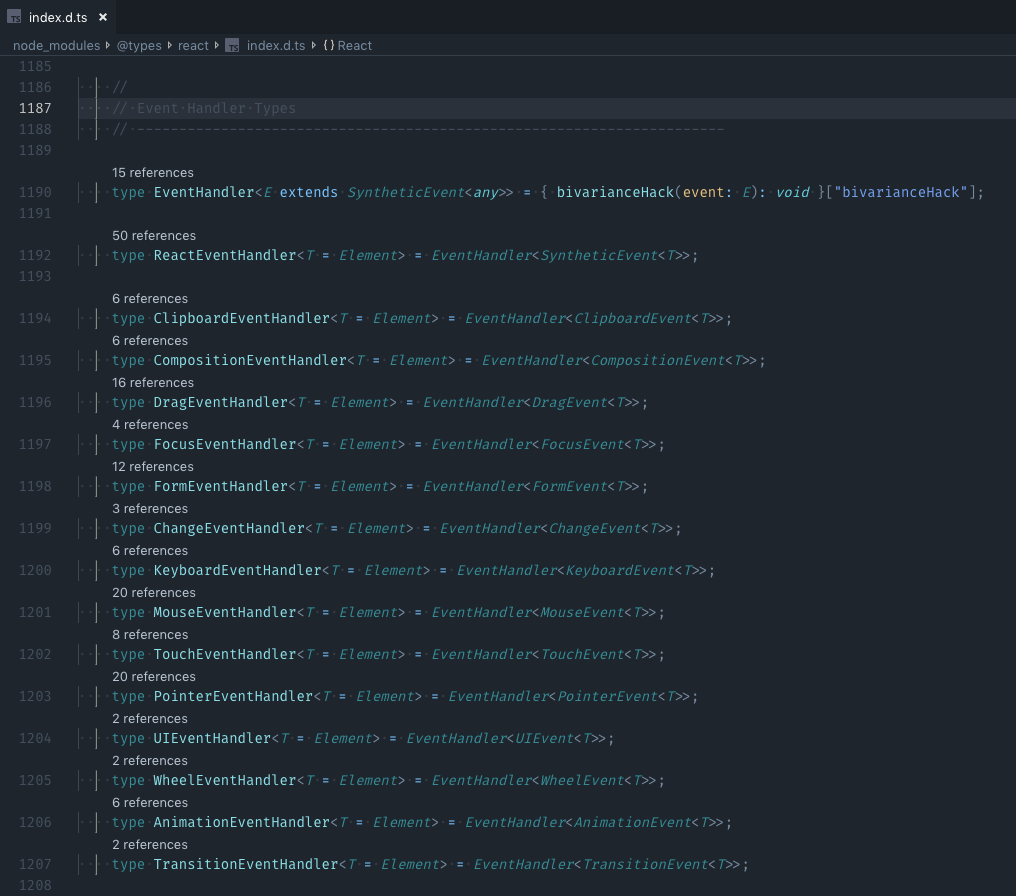 TS index.d.ts ×
node_modules ▸ @types ▸ react ▸ TS index.d.ts ▸ {} React
1185
1186 //
1187 // Event Handler Types
1188 // ----------------------------------------------------------------------
1189
15 references
1190 type EventHandler<E extends SyntheticEvent<any>> = { bivarianceHack(event: E): void }["bivarianceHack"];
1191
50 references
1192 type ReactEventHandler<T = Element> = EventHandler<SyntheticEvent<T>>;
1193
6 references
1194 type ClipboardEventHandler<T = Element> = EventHandler<ClipboardEvent<T>>;
6 references
1195 type CompositionEventHandler<T = Element> = EventHandler<CompositionEvent<T>>;
16 references
1196 type DragEventHandler<T = Element> = EventHandler<DragEvent<T>>;
4 references
1197 type FocusEventHandler<T = Element> = EventHandler<FocusEvent<T>>;
12 references
1198 type FormEventHandler<T = Element> = EventHandler<FormEvent<T>>;
3 references
1199 type ChangeEventHandler<T = Element> = EventHandler<ChangeEvent<T>>;
6 references
1200 type KeyboardEventHandler<T = Element> = EventHandler<KeyboardEvent<T>>;
20 references
1201 type MouseEventHandler<T = Element> = EventHandler<MouseEvent<T>>;
8 references
1202 type TouchEventHandler<T = Element> = EventHandler<TouchEvent<T>>;
20 references
1203 type PointerEventHandler<T = Element> = EventHandler<PointerEvent<T>>;
2 references
1204 type UIEventHandler<T = Element> = EventHandler<UIEvent<T>>;
2 references
1205 type WheelEventHandler<T = Element> = EventHandler<WheelEvent<T>>;
6 references
1206 type AnimationEventHandler<T = Element> = EventHandler<AnimationEvent<T>>;
2 references
1207 type TransitionEventHandler<T = Element> = EventHandler<TransitionEvent<T>>;
1208